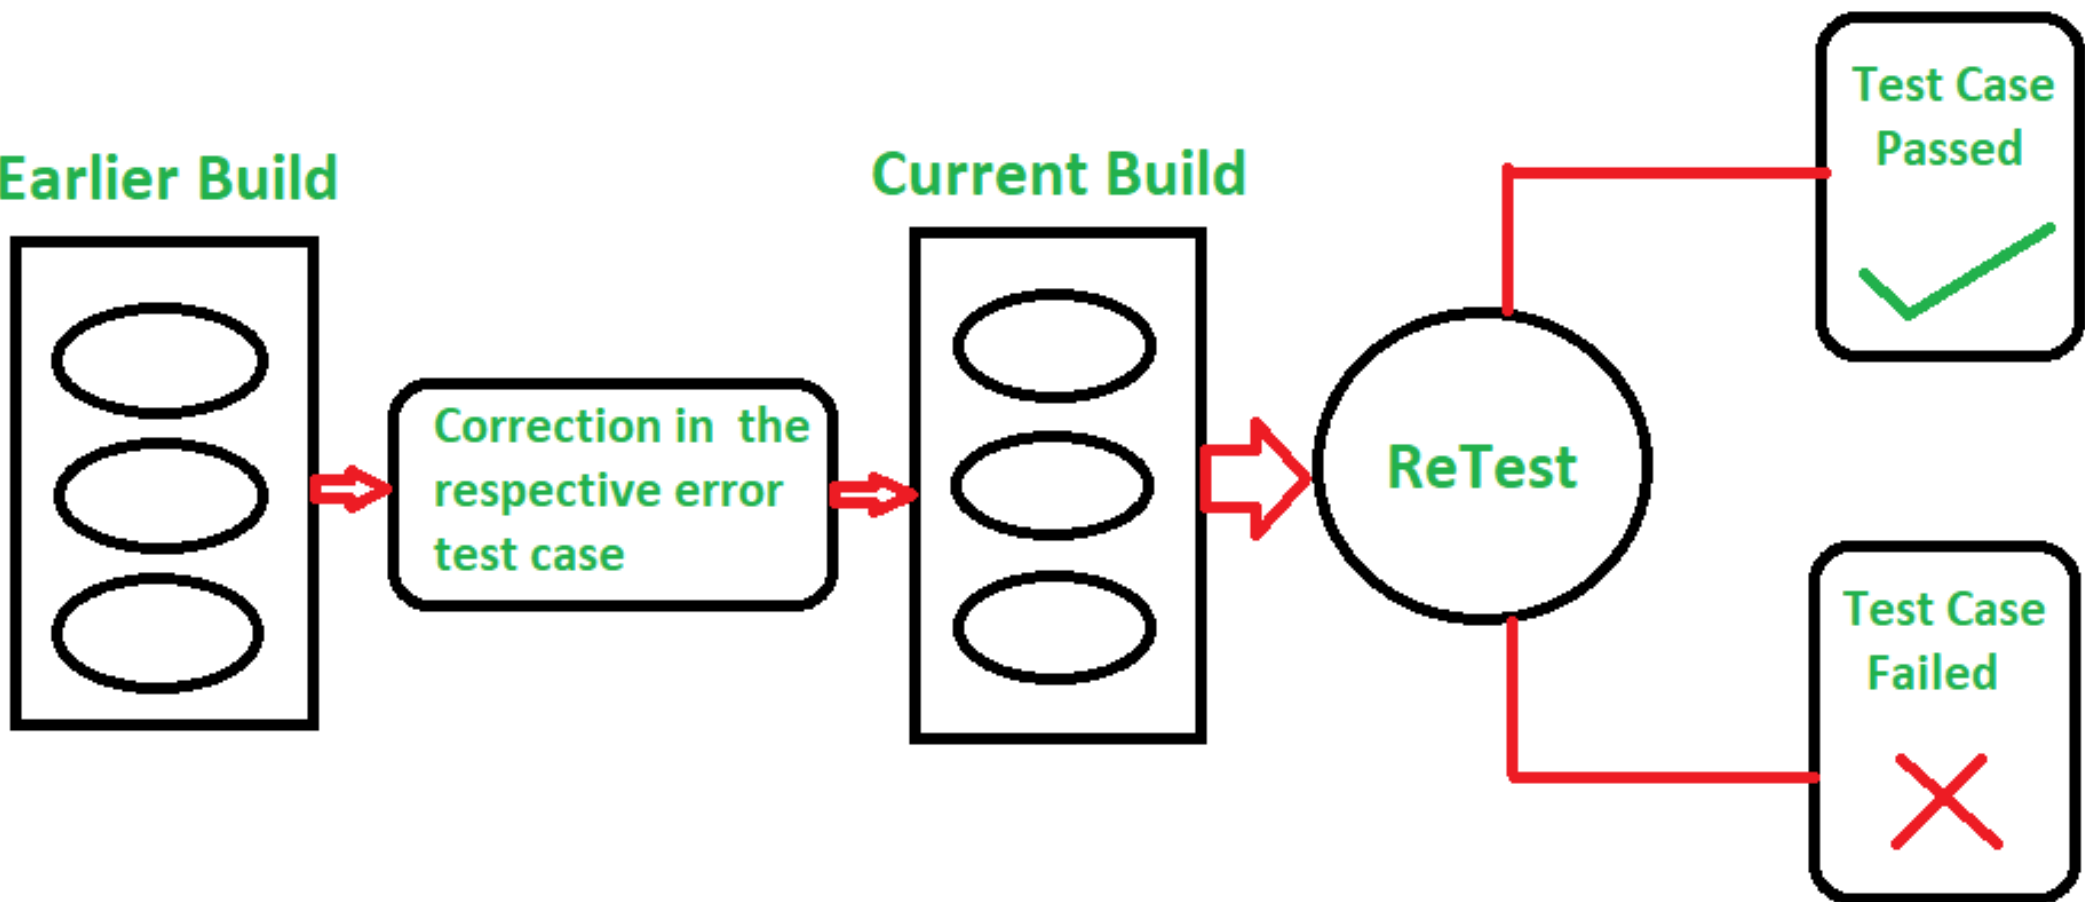 Earlier Build
Correction in the
respective error
test case
Current Build
ReTest
Test Case
Passed
Test Case
Failed